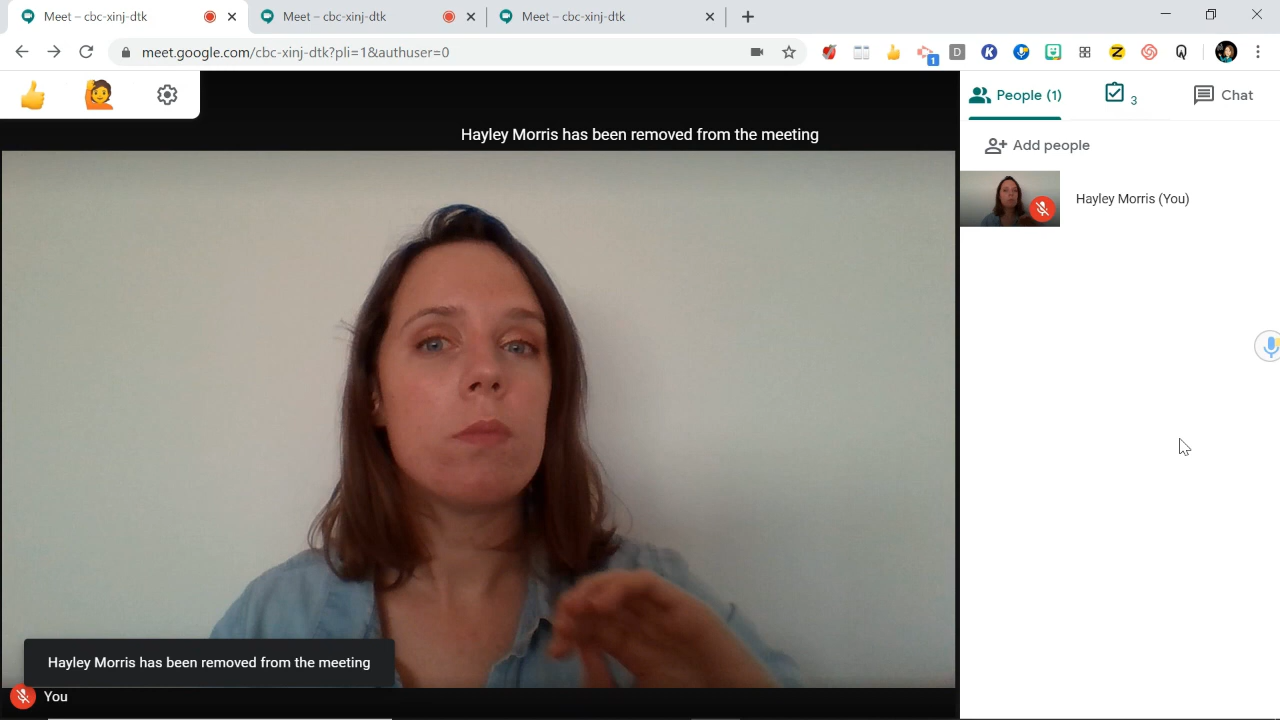 Meet – cbc-xinj-dtk
Meet – cbc-xinj-dtk
Meet – cbc-xinj-dtk
meet.google.com/cbc-xinj-dtk?pli=1&authuser=0
1
D
K
Z
Q
People (1)
3
Chat
Hayley Morris has been removed from the meeting
Add people
Hayley Morris (You)
Hayley Morris has been removed from the meeting
You